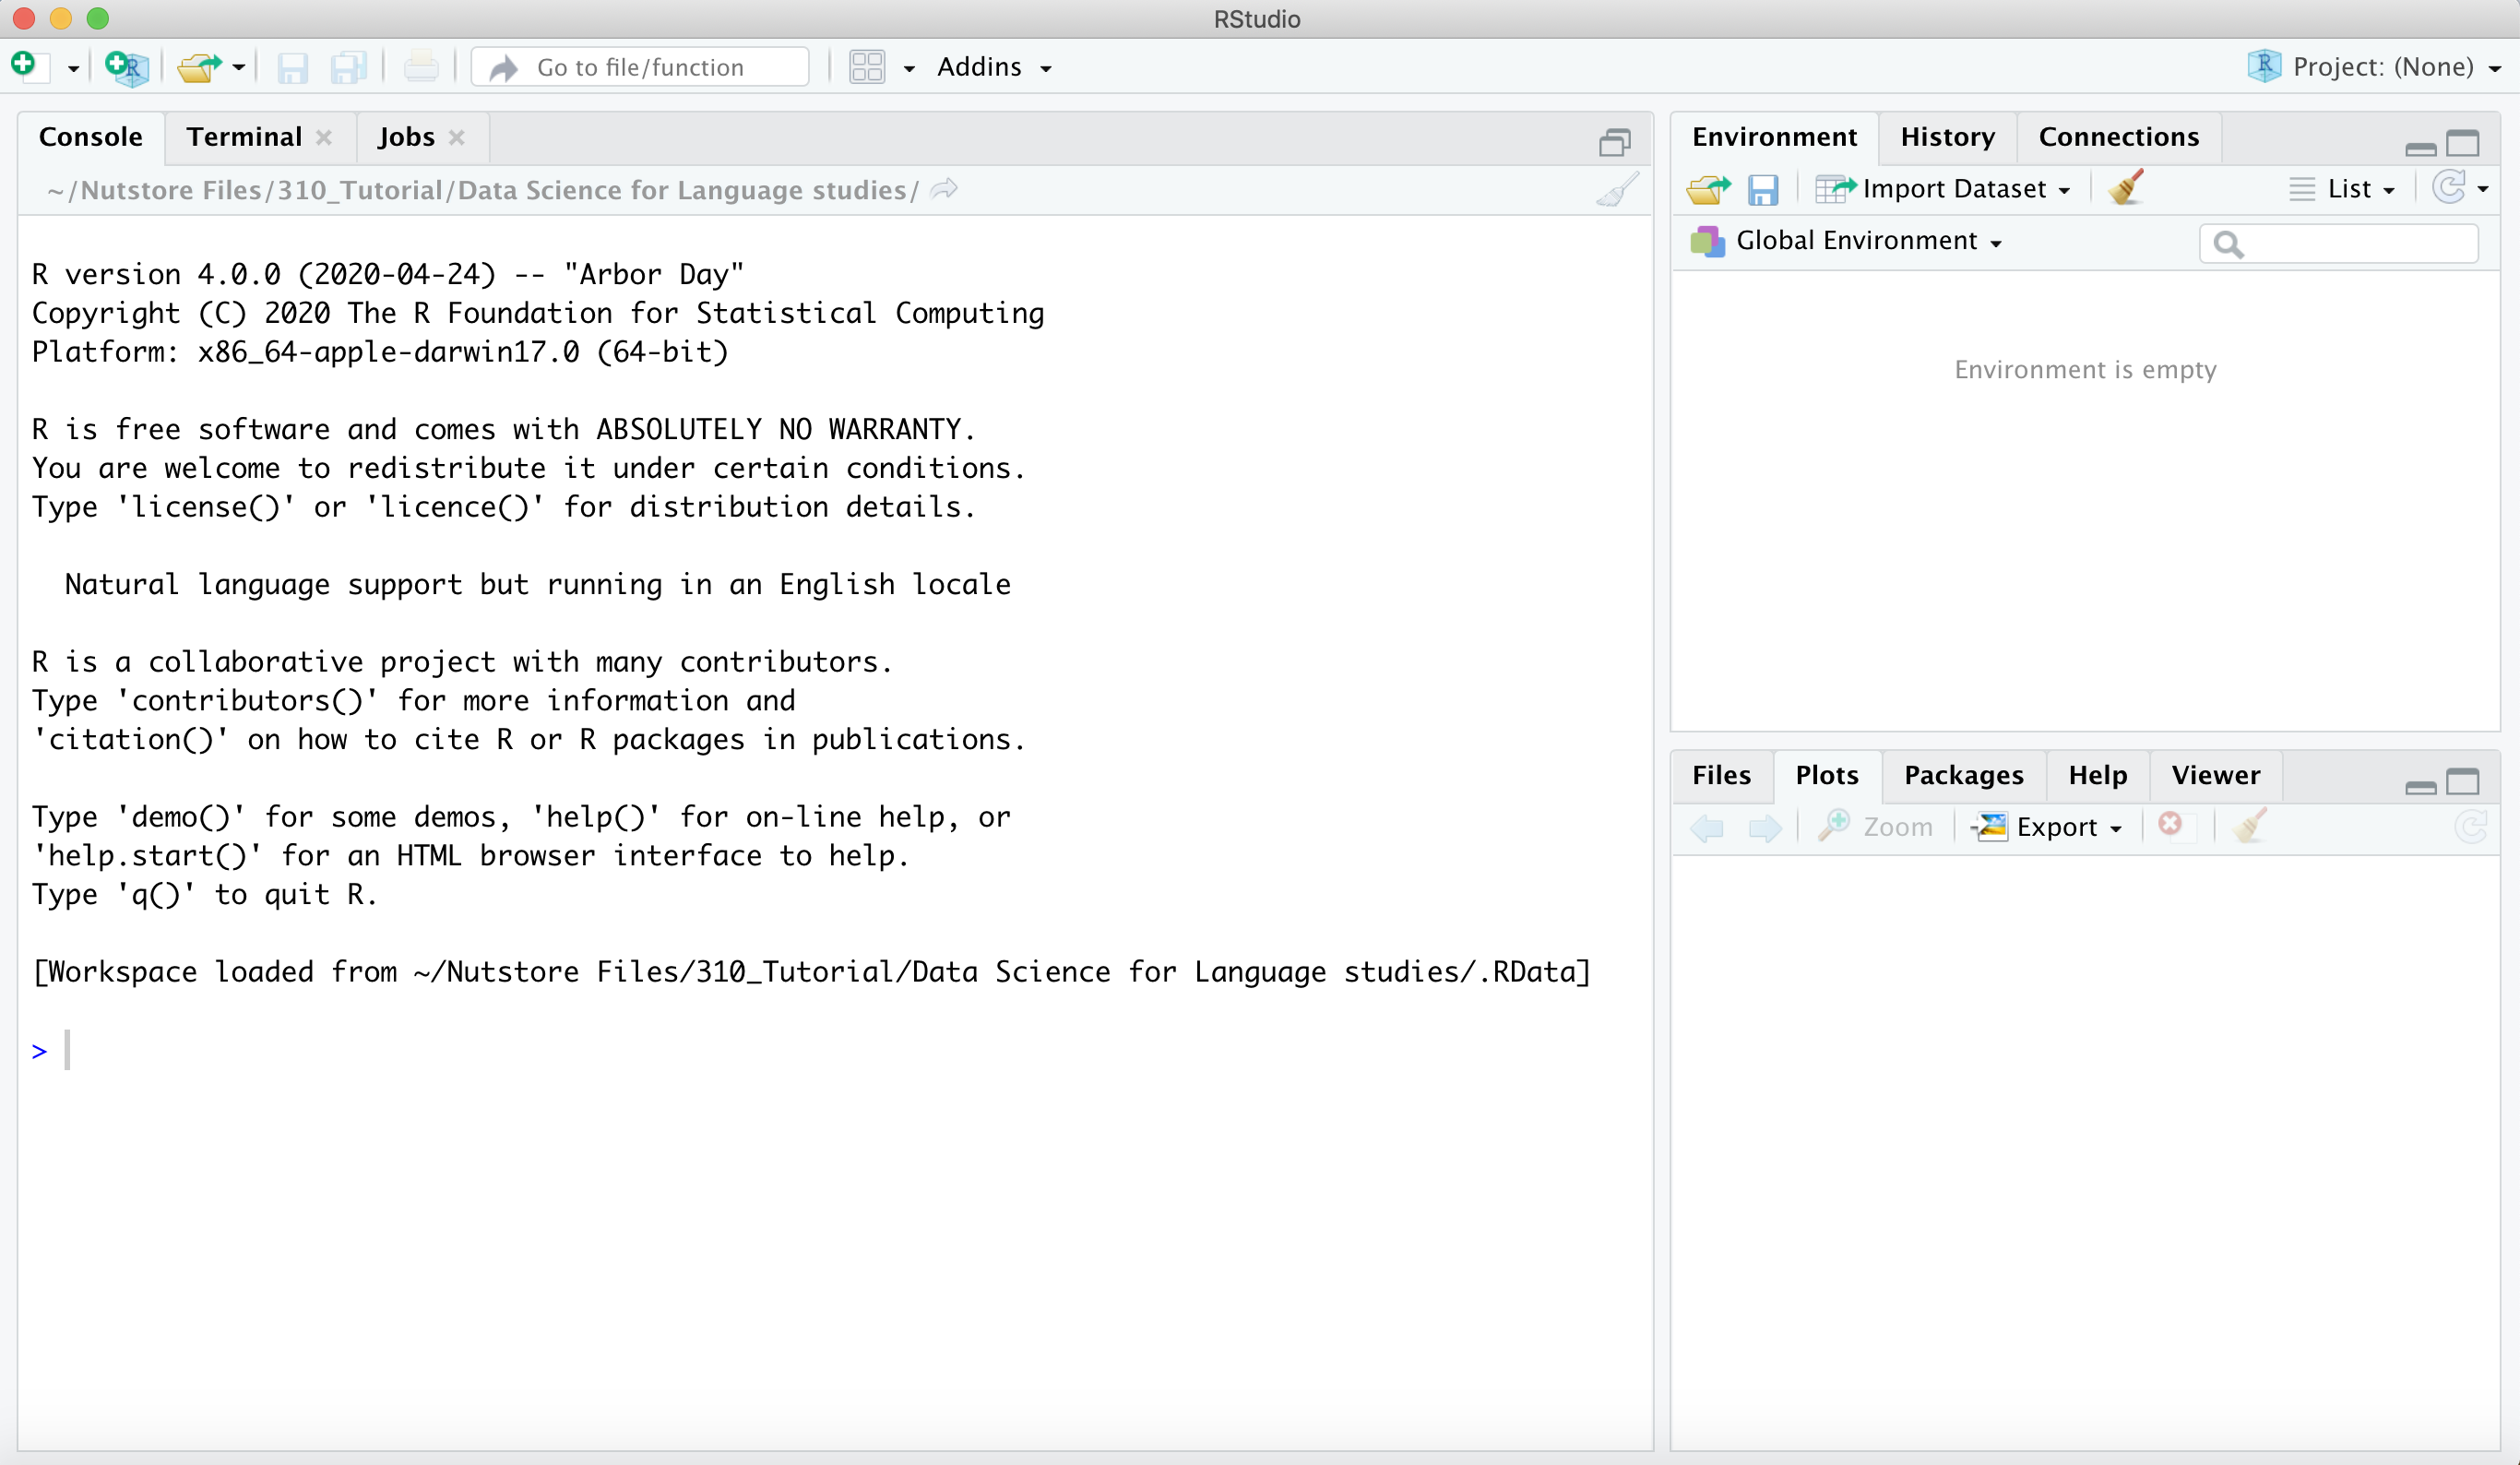 RStudio
Go to file/function
Addins
Project: (None)
Console Terminal Jobs
~/Nutstore Files/310_Tutorial/Data Science for Language studies/
R version 4.0.0 (2020-04-24) -- "Arbor Day"
Copyright (C) 2020 The R Foundation for Statistical Computing
Platform: x86_64-apple-darwin17.0 (64-bit)
R is free software and comes with ABSOLUTELY NO WARRANTY.
You are welcome to redistribute it under certain conditions.
Type 'license()' or 'licence()' for distribution details.
Natural language support but running in an English locale
R is a collaborative project with many contributors.
Type 'contributors()' for more information and
'citation()' on how to cite R or R packages in publications.
Type 'demo()' for some demos, 'help()' for on-line help, or
'help.start()' for an HTML browser interface to help.
Type 'q()' to quit R.
[Workspace loaded from ~/Nutstore Files/310_Tutorial/Data Science for Language studies/.RData]
>
Environment History Connections
Import Dataset List
Global Environment
Environment is empty
Files Plots Packages Help Viewer
Zoom Export